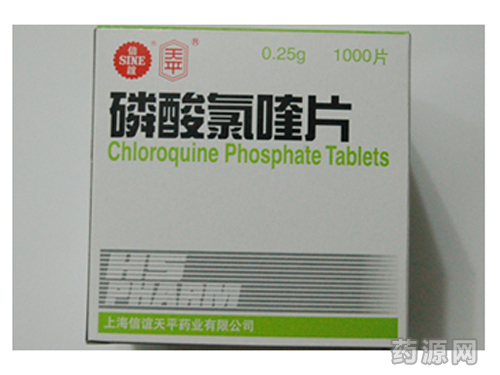 信
SINE
谊
®
天平
®
0.25g 1000片
磷酸氯喹片
Chloroquine Phosphate Tablets
HS
PHARM
上海信谊天平药业有限公司
药源网